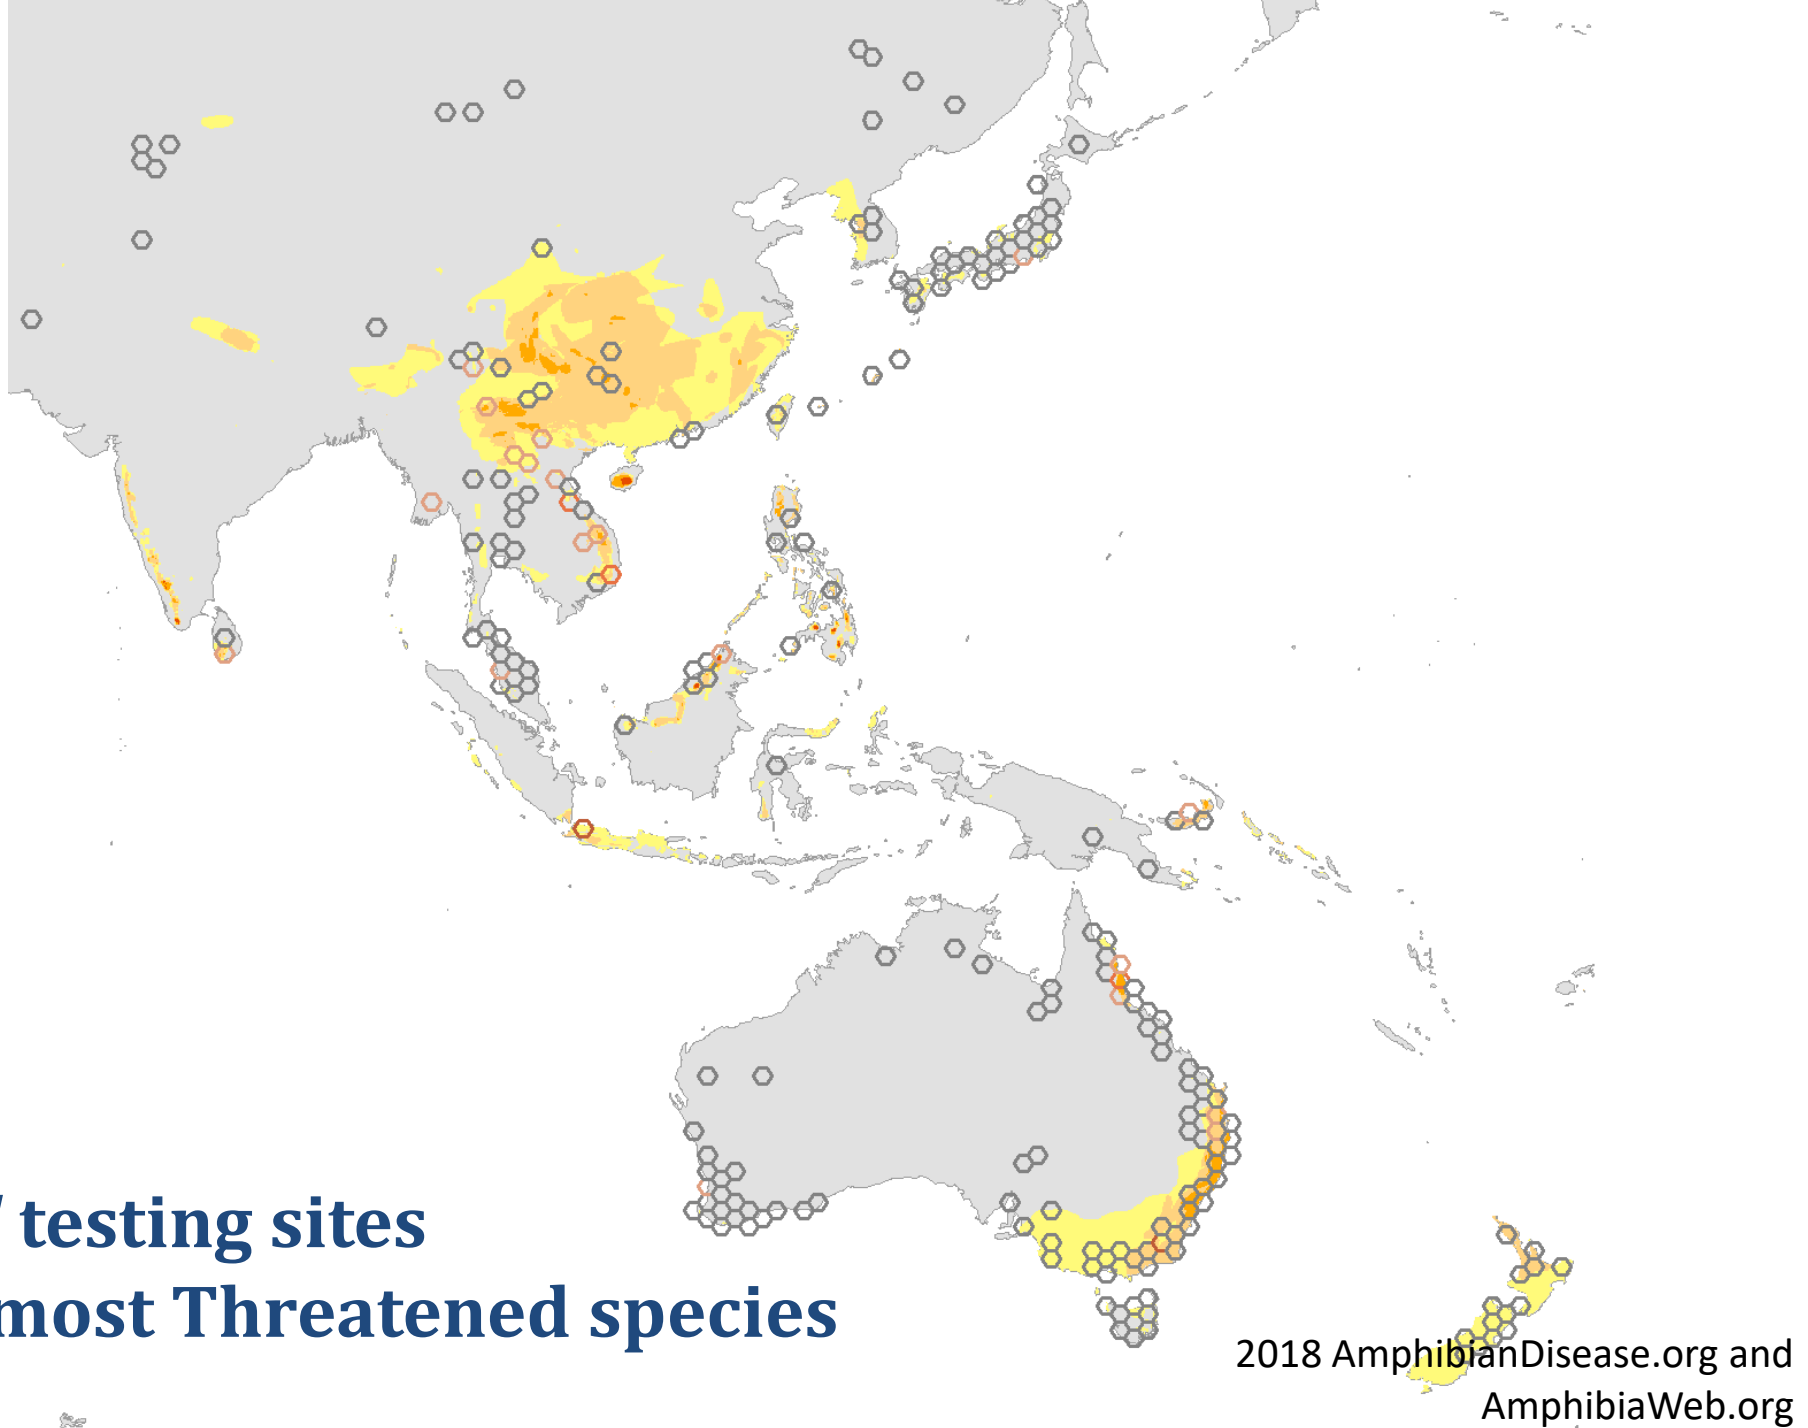 testing sites
most Threatened species
2018 AmphibianDisease.org and
AmphibiaWeb.org